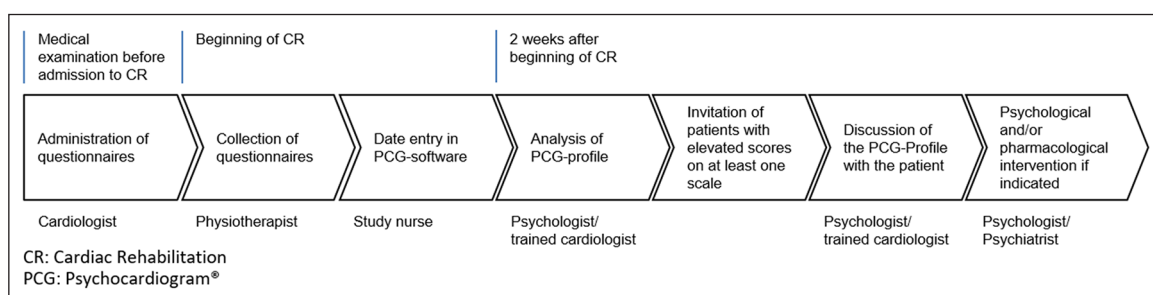 Medical
examination before
admission to CR
Beginning of CR
2 weeks after
beginning of CR
Administration of
questionnaires
Collection of
questionnaires
Date entry in
PCG-software
Analysis of
PCG-profile
Invitation of
patients with
elevated scores
on at least one
scale
Discussion of
the PCG-Profile
with the patient
Psychological
and/or
pharmacological
intervention if
indicated
Cardiologist
Physiotherapist
Study nurse
Psychologist/
trained cardiologist
Psychologist/
trained cardiologist
Psychologist/
Psychiatrist
CR: Cardiac Rehabilitation
PCG: Psychocardiogram®